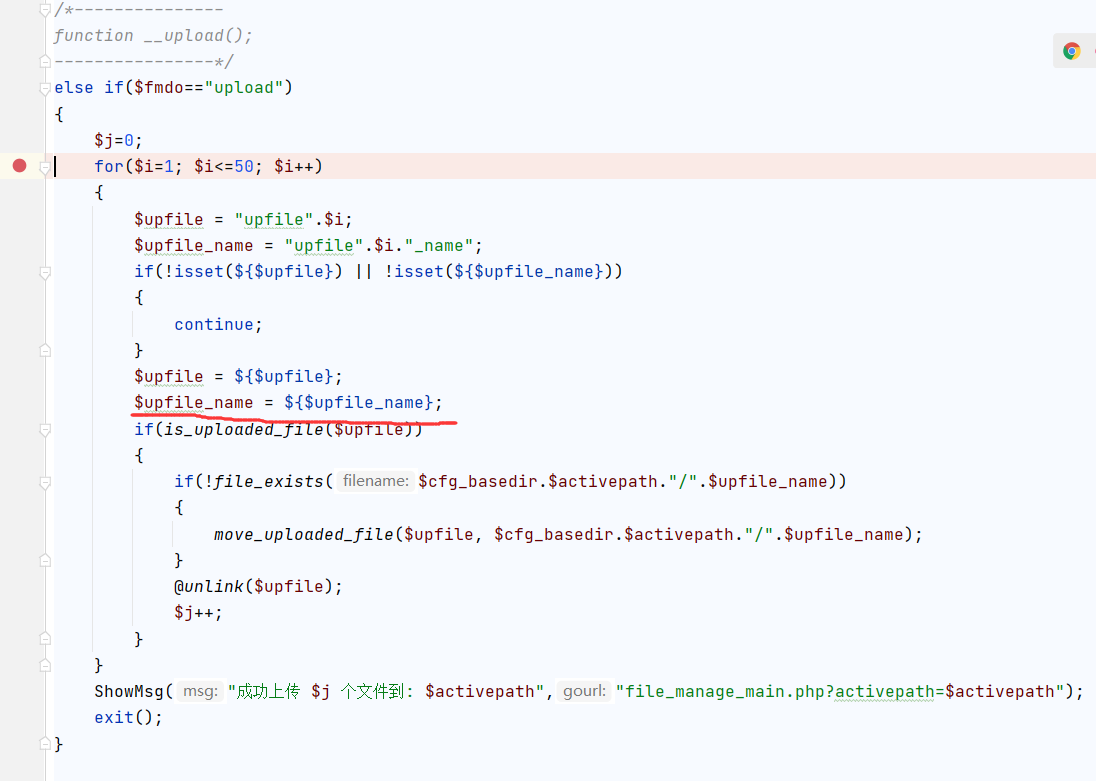 /*---------------
function __upload();
----------------*/
else if($fmdo=="upload")
{
$j=0;
for($i=1; $i<=50; $i++)
{
$upfile = "upfile".$i;
$upfile_name = "upfile".$i."_name";
if(!isset(${$upfile}) || !isset(${$upfile_name}))
{
continue;
}
$upfile = ${$upfile};
$upfile_name = ${$upfile_name};
if(is_uploaded_file($upfile))
{
if(!file_exists( filename: $cfg_basedir.$activepath."/".$upfile_name))
{
move_uploaded_file($upfile, $cfg_basedir.$activepath."/".$upfile_name);
}
@unlink($upfile);
$j++;
}
}
ShowMsg( msg: "成功上传 $j 个文件到: $activepath", gourl: "file_manage_main.php?activepath=$activepath");
exit();
}